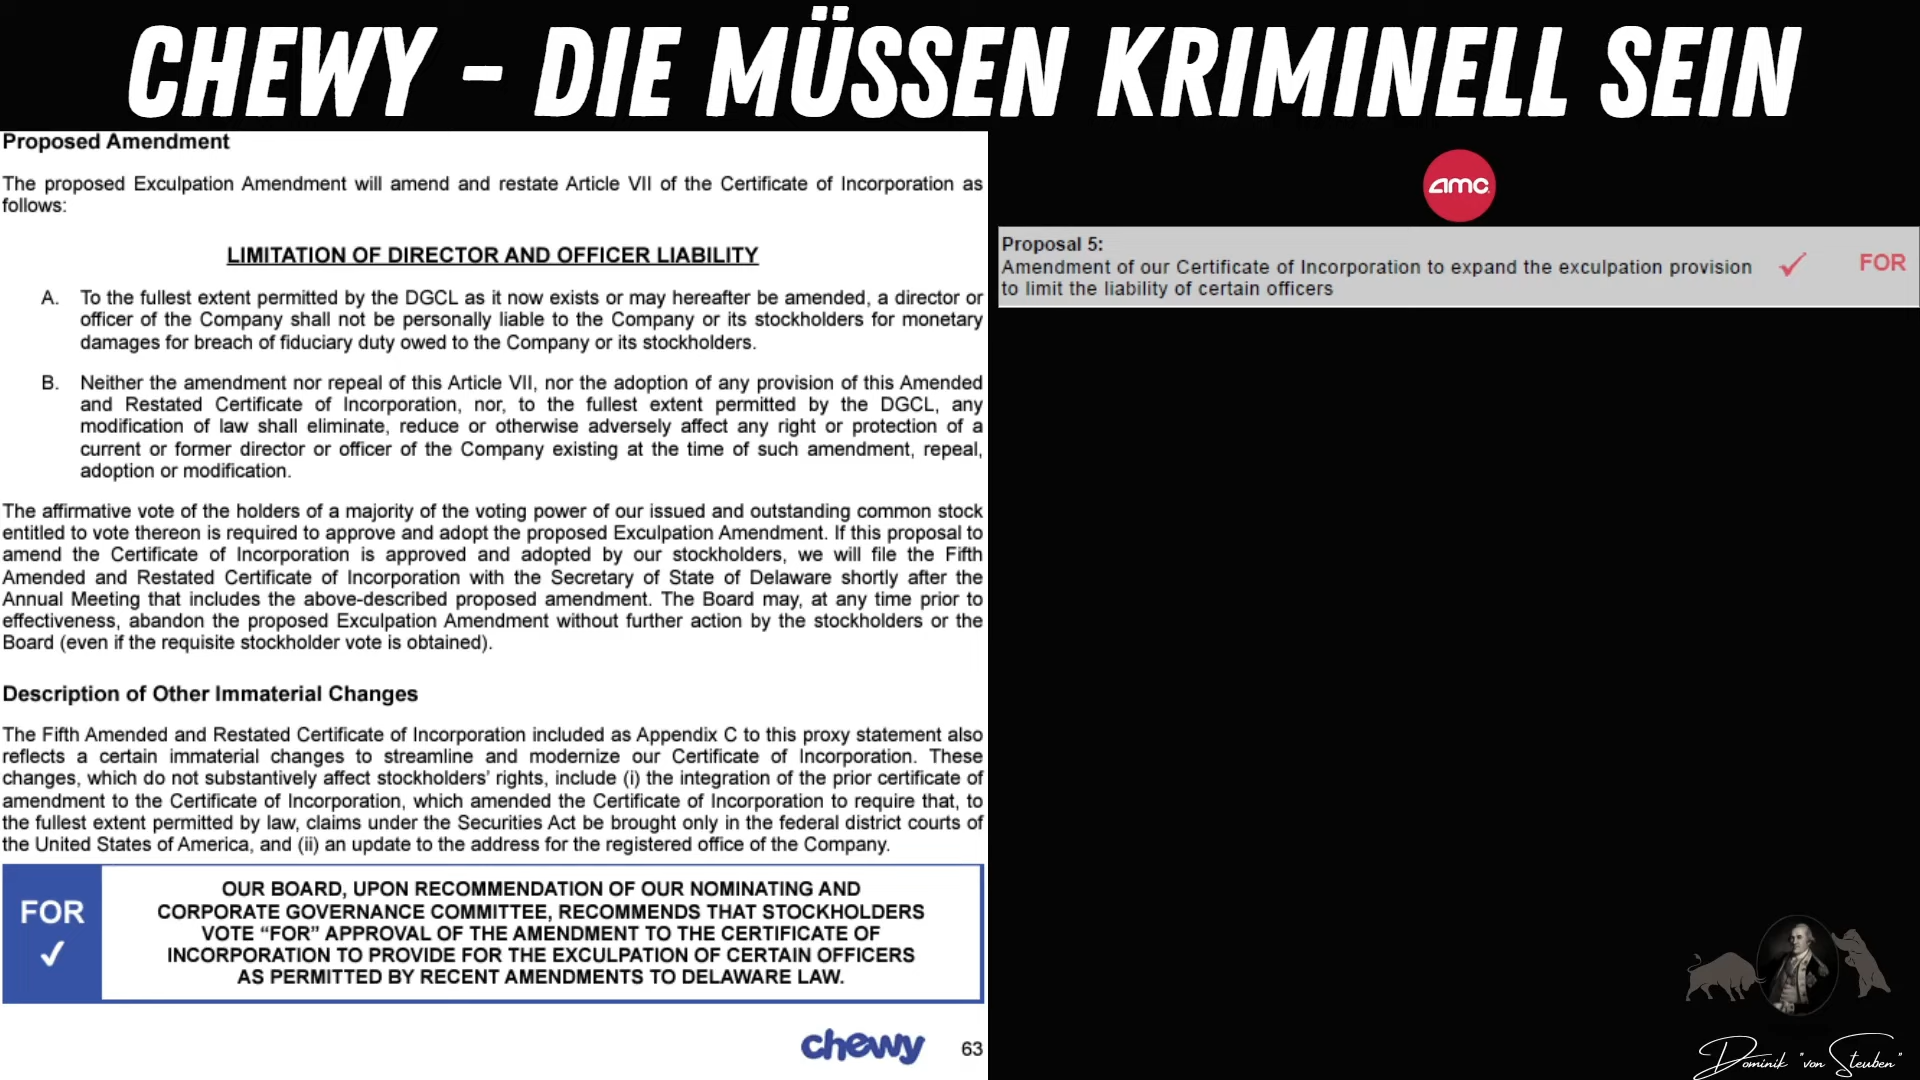 CHEWY - DIE MÜSSEN KRIMINELL SEIN
Proposed Amendment
The proposed Exculpation Amendment will amend and restate Article VII of the Certificate of Incorporation as
follows:
LIMITATION OF DIRECTOR AND OFFICER LIABILITY
A. To the fullest extent permitted by the DGCL as it now exists or may hereafter be amended, a director or
officer of the Company shall not be personally liable to the Company or its stockholders for monetary
damages for breach of fiduciary duty owed to the Company or its stockholders.
B. Neither the amendment nor repeal of this Article VII, nor the adoption of any provision of this Amended
and Restated Certificate of Incorporation, nor, to the fullest extent permitted by the DGCL, any
modification of law shall eliminate, reduce or otherwise adversely affect any right or protection of a
current or former director or officer of the Company existing at the time of such amendment, repeal,
adoption or modification.
The affirmative vote of the holders of a majority of the voting power of our issued and outstanding common stock
entitled to vote thereon is required to approve and adopt the proposed Exculpation Amendment. If this proposal to
amend the Certificate of Incorporation is approved and adopted by our stockholders, we will file the Fifth
Amended and Restated Certificate of Incorporation with the Secretary of State of Delaware shortly after the
Annual Meeting that includes the above-described proposed amendment. The Board may, at any time prior to
effectiveness, abandon the proposed Exculpation Amendment without further action by the stockholders or the
Board (even if the requisite stockholder vote is obtained).
Description of Other Immaterial Changes
The Fifth Amended and Restated Certificate of Incorporation included as Appendix C to this proxy statement also
reflects a certain immaterial changes to streamline and modernize our Certificate of Incorporation. These
changes, which do not substantively affect stockholders' rights, include (i) the integration of the prior certificate of
amendment to the Certificate of Incorporation, which amended the Certificate of Incorporation to require that, to
the fullest extent permitted by law, claims under the Securities Act be brought only in the federal district courts of
the United States of America, and (ii) an update to the address for the registered office of the Company.
FOR
OUR BOARD, UPON RECOMMENDATION OF OUR NOMINATING AND
CORPORATE GOVERNANCE COMMITTEE, RECOMMENDS THAT STOCKHOLDERS
VOTE “FOR” APPROVAL OF THE AMENDMENT TO THE CERTIFICATE OF
INCORPORATION TO PROVIDE FOR THE EXCULPATION OF CERTAIN OFFICERS
AS PERMITTED BY RECENT AMENDMENTS TO DELAWARE LAW.
chewy 63
amc
Proposal 5:
Amendment of our Certificate of Incorporation to expand the exculpation provision
to limit the liability of certain officers
FOR
Dominik "von Steuben"